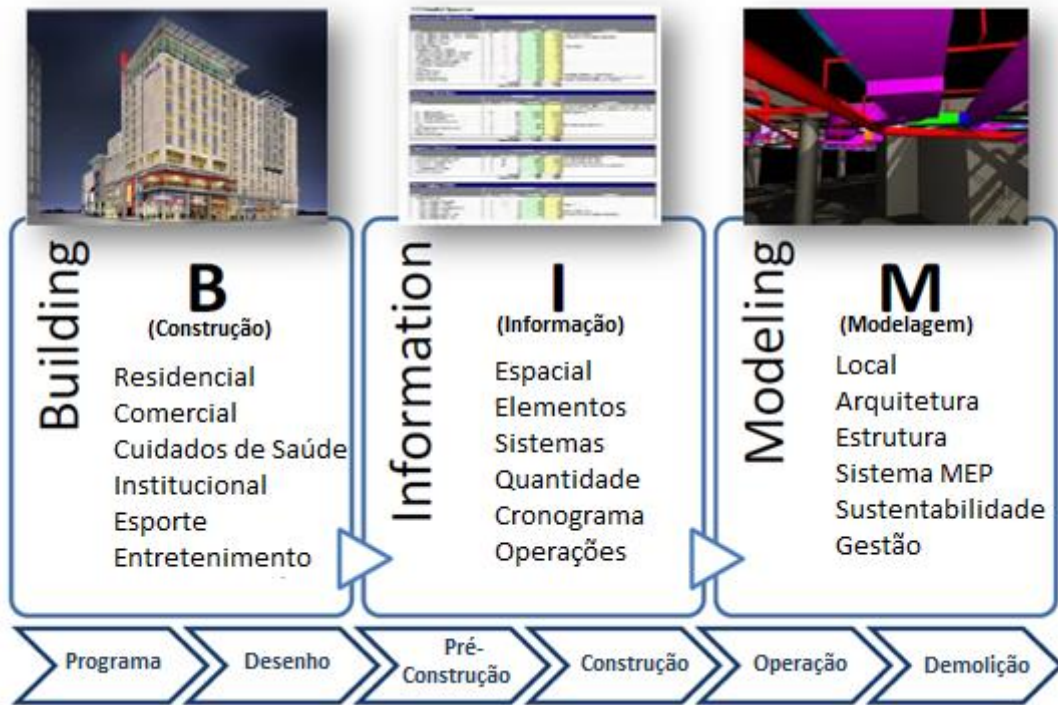 Building
B
(Construção)
Residencial
Comercial
Cuidados de Saúde
Institucional
Esporte
Entretenimento
Information
I
(Informação)
Espacial
Elementos
Sistemas
Quantidade
Cronograma
Operações
Modeling
M
(Modelagem)
Local
Arquitetura
Estrutura
Sistema MEP
Sustentabilidade
Gestão
Programa
Desenho
Pré-
Construção
Construção
Operação
Demolição